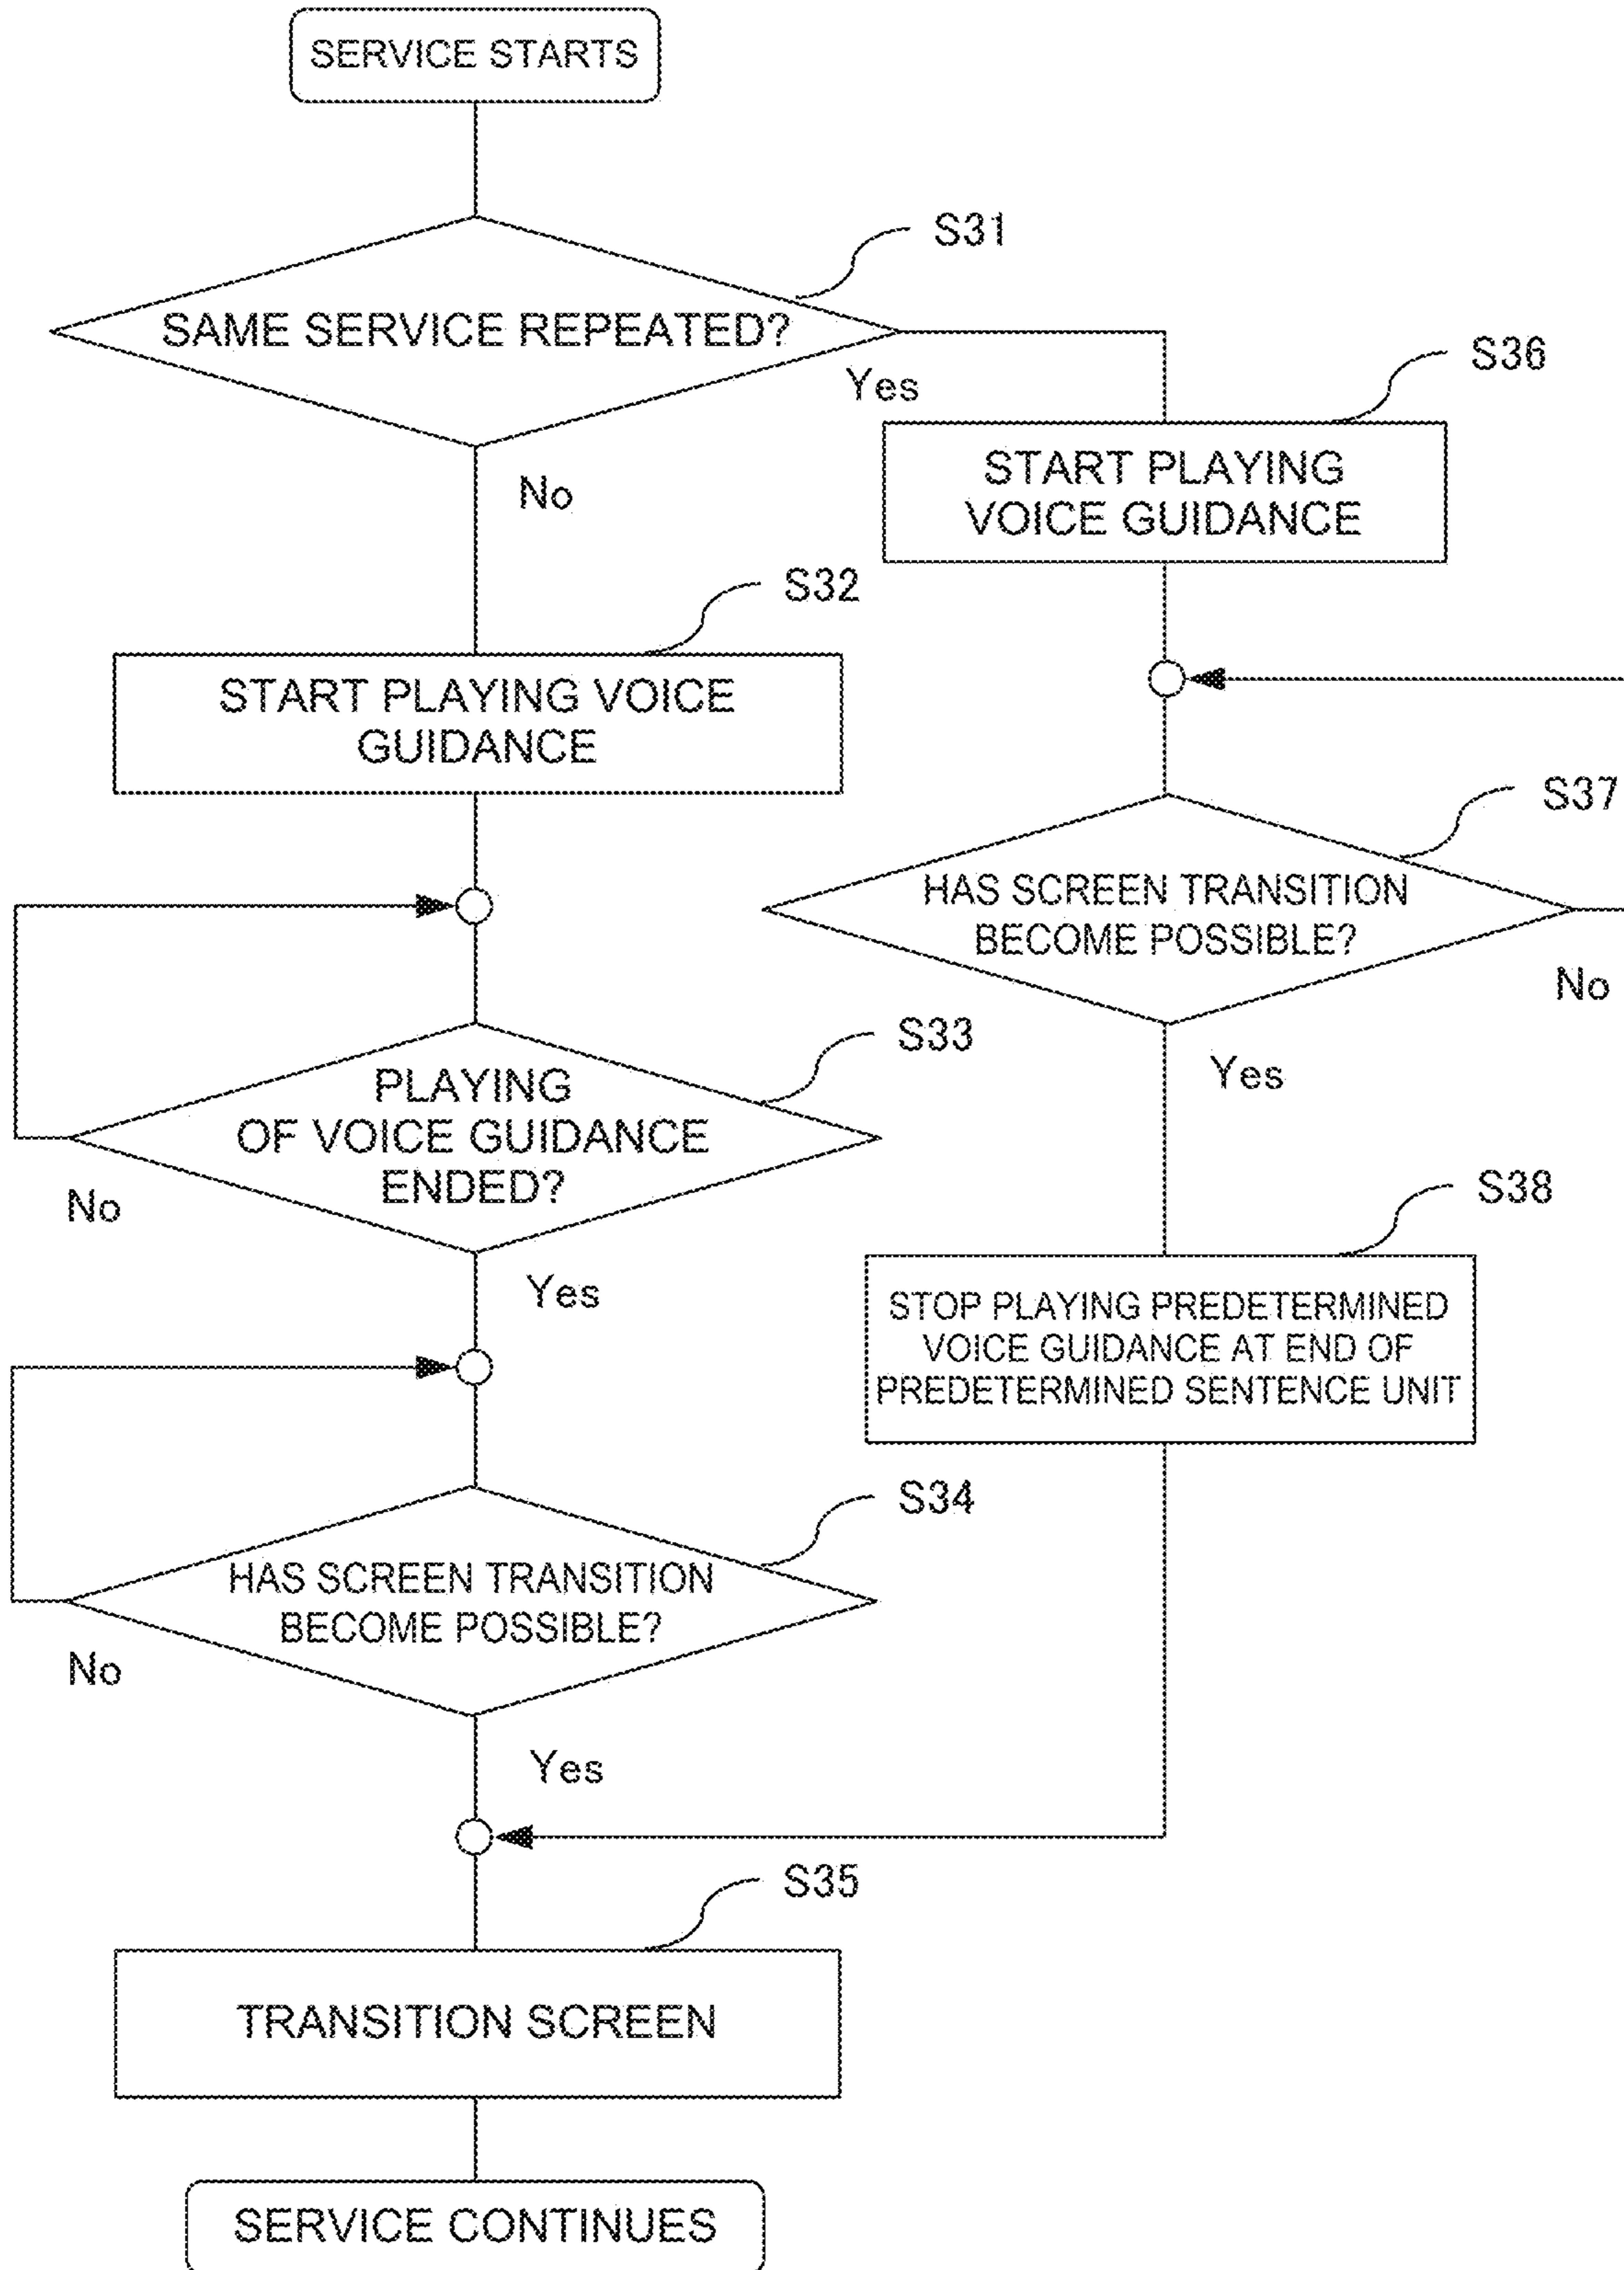 SERVICE STARTS
S31
SAME SERVICE REPEATED?
Yes
No
S36
START PLAYING
VOICE GUIDANCE
S32
START PLAYING VOICE
GUIDANCE
S37
HAS SCREEN TRANSITION
BECOME POSSIBLE?
No
Yes
S33
PLAYING
OF VOICE GUIDANCE
ENDED?
No
Yes
S38
STOP PLAYING PREDETERMINED
VOICE GUIDANCE AT END OF
PREDETERMINED SENTENCE UNIT
S34
HAS SCREEN TRANSITION
BECOME POSSIBLE?
No
Yes
S35
TRANSITION SCREEN
SERVICE CONTINUES